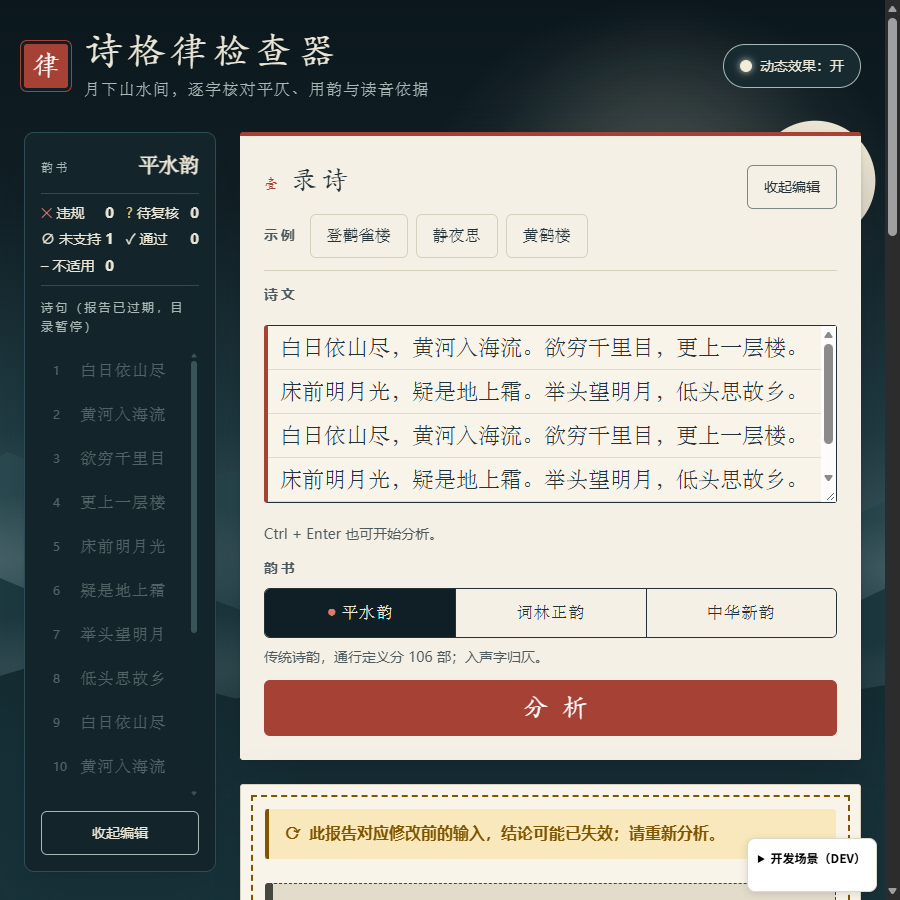 律
诗格律检查器
月下山水间，逐字核对平仄、用韵与读音依据
动态效果：开
韵书 平水韵
违规 0 ? 待复核 0
未支持 1 ✓ 通过 0
– 不适用 0
诗句（报告已过期，目
录暂停）
1 白日依山尽
2 黄河入海流
3 欲穷千里目
4 更上一层楼
5 床前明月光
6 疑是地上霜
7 举头望明月
8 低头思故乡
9 白日依山尽
10 黄河入海流
收起编辑
壹 录诗
收起编辑
示例 登鹳雀楼 静夜思 黄鹤楼
诗文
白日依山尽，黄河入海流。欲穷千里目，更上一层楼。
床前明月光，疑是地上霜。举头望明月，低头思故乡。
白日依山尽，黄河入海流。欲穷千里目，更上一层楼。
床前明月光，疑是地上霜。举头望明月，低头思故乡。
Ctrl + Enter 也可开始分析。
韵书
平水韵 词林正韵 中华新韵
传统诗韵，通行定义分 106 部；入声字归仄。
分析
此报告对应修改前的输入，结论可能已失效；请重新分析。
开发场景（DEV）